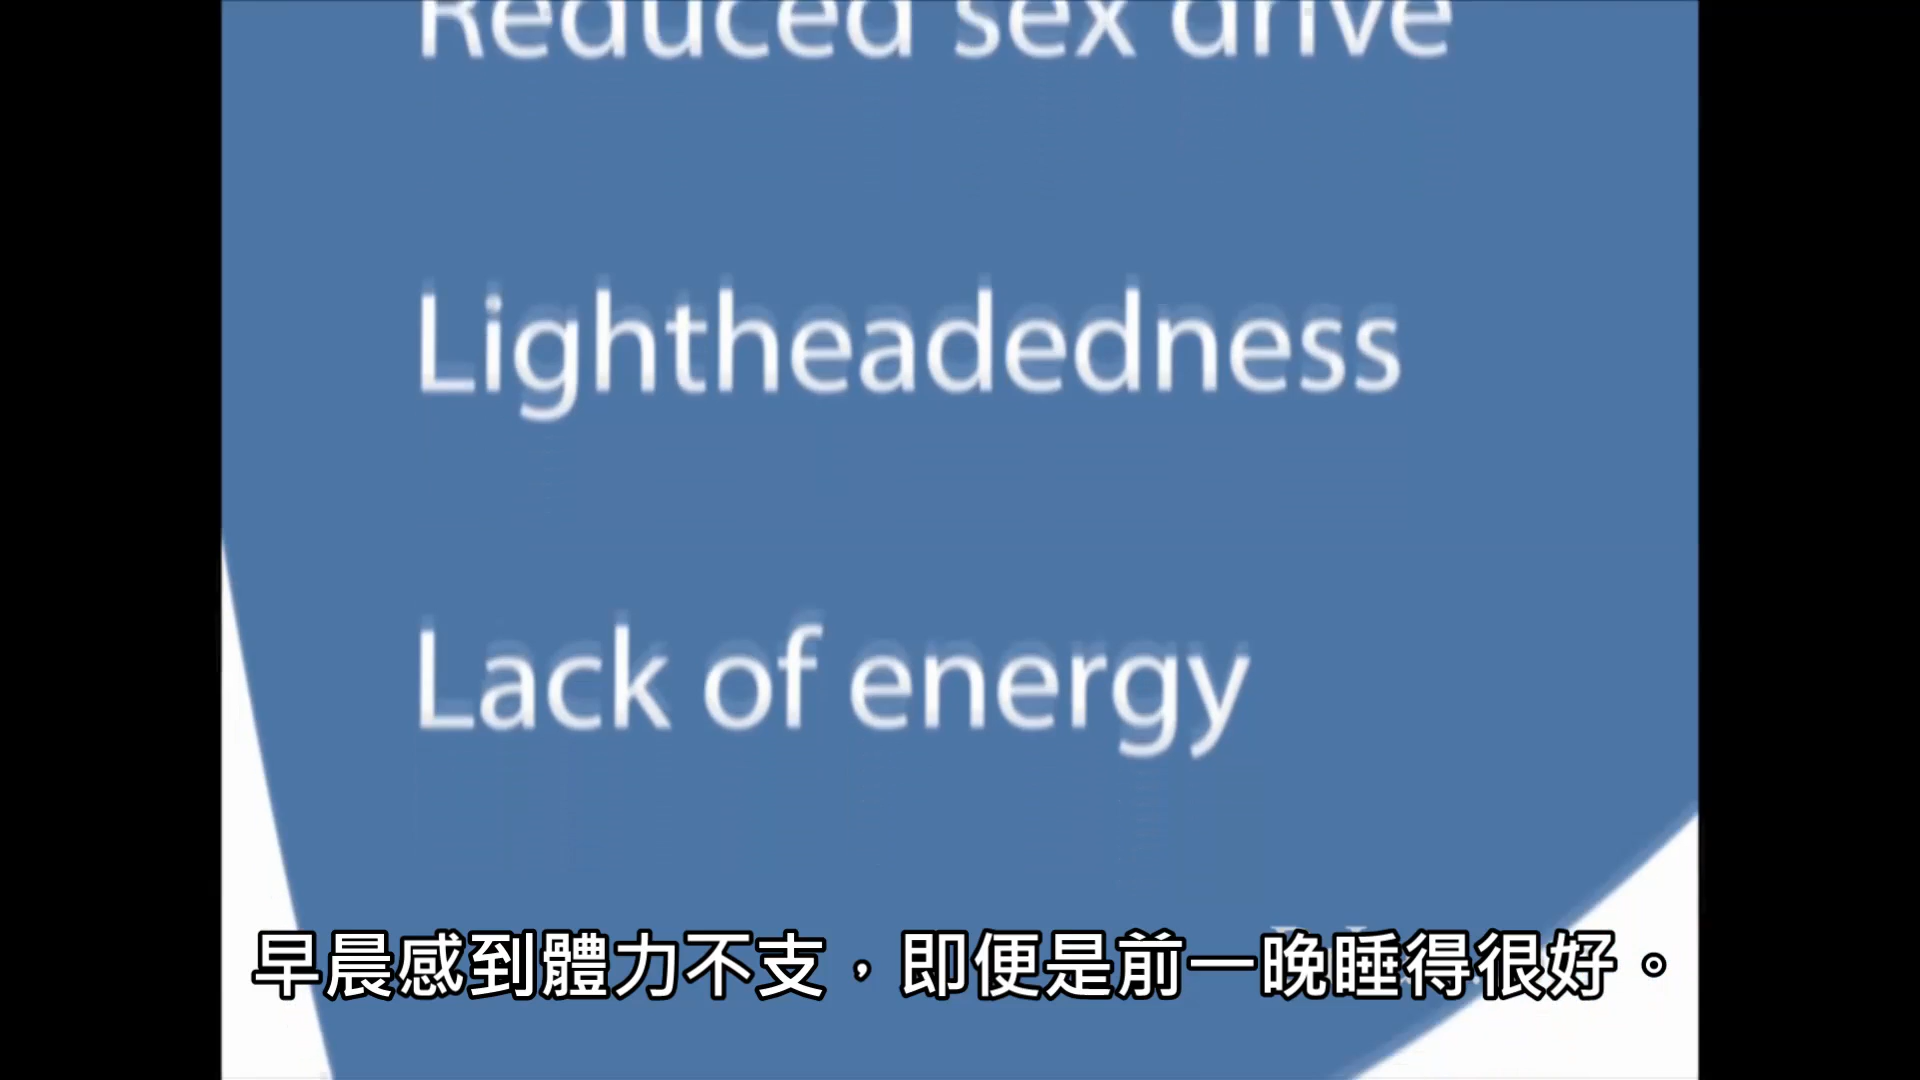 Reduced sex drive
Lightheadedness
Lack of energy
早晨感到體力不支，即便是前一晚睡得很好。